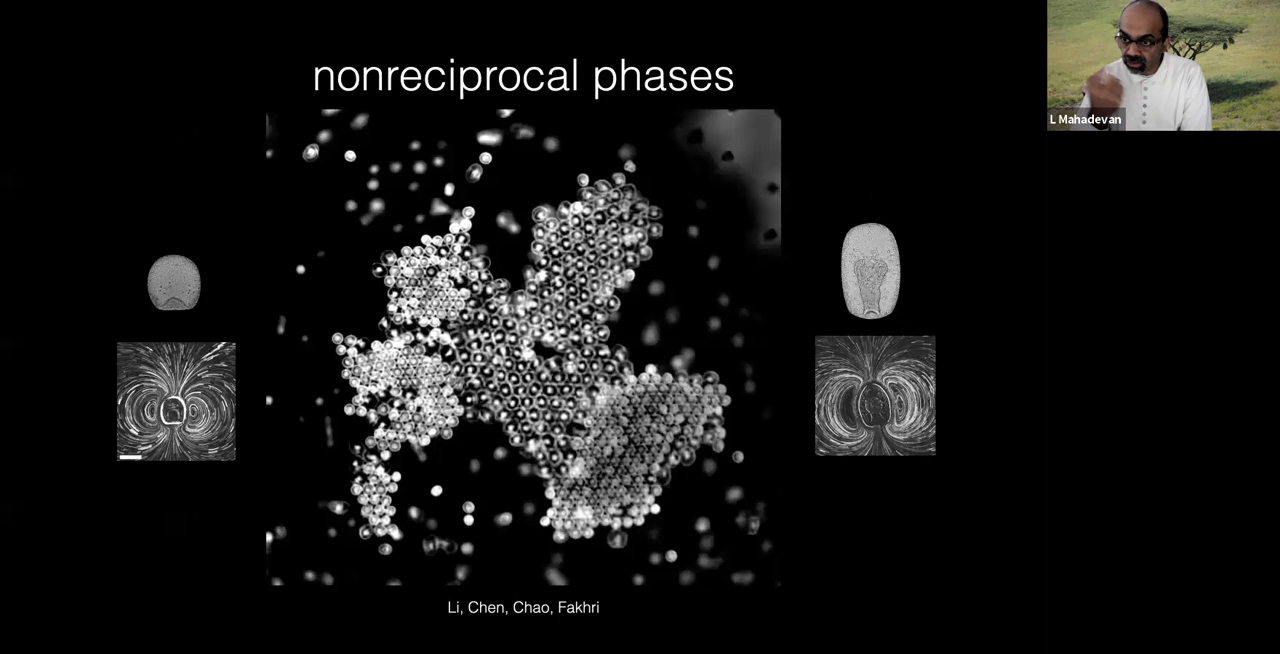 nonreciprocal phases
L Mahadevan
Li, Chen, Chao, Fakhri